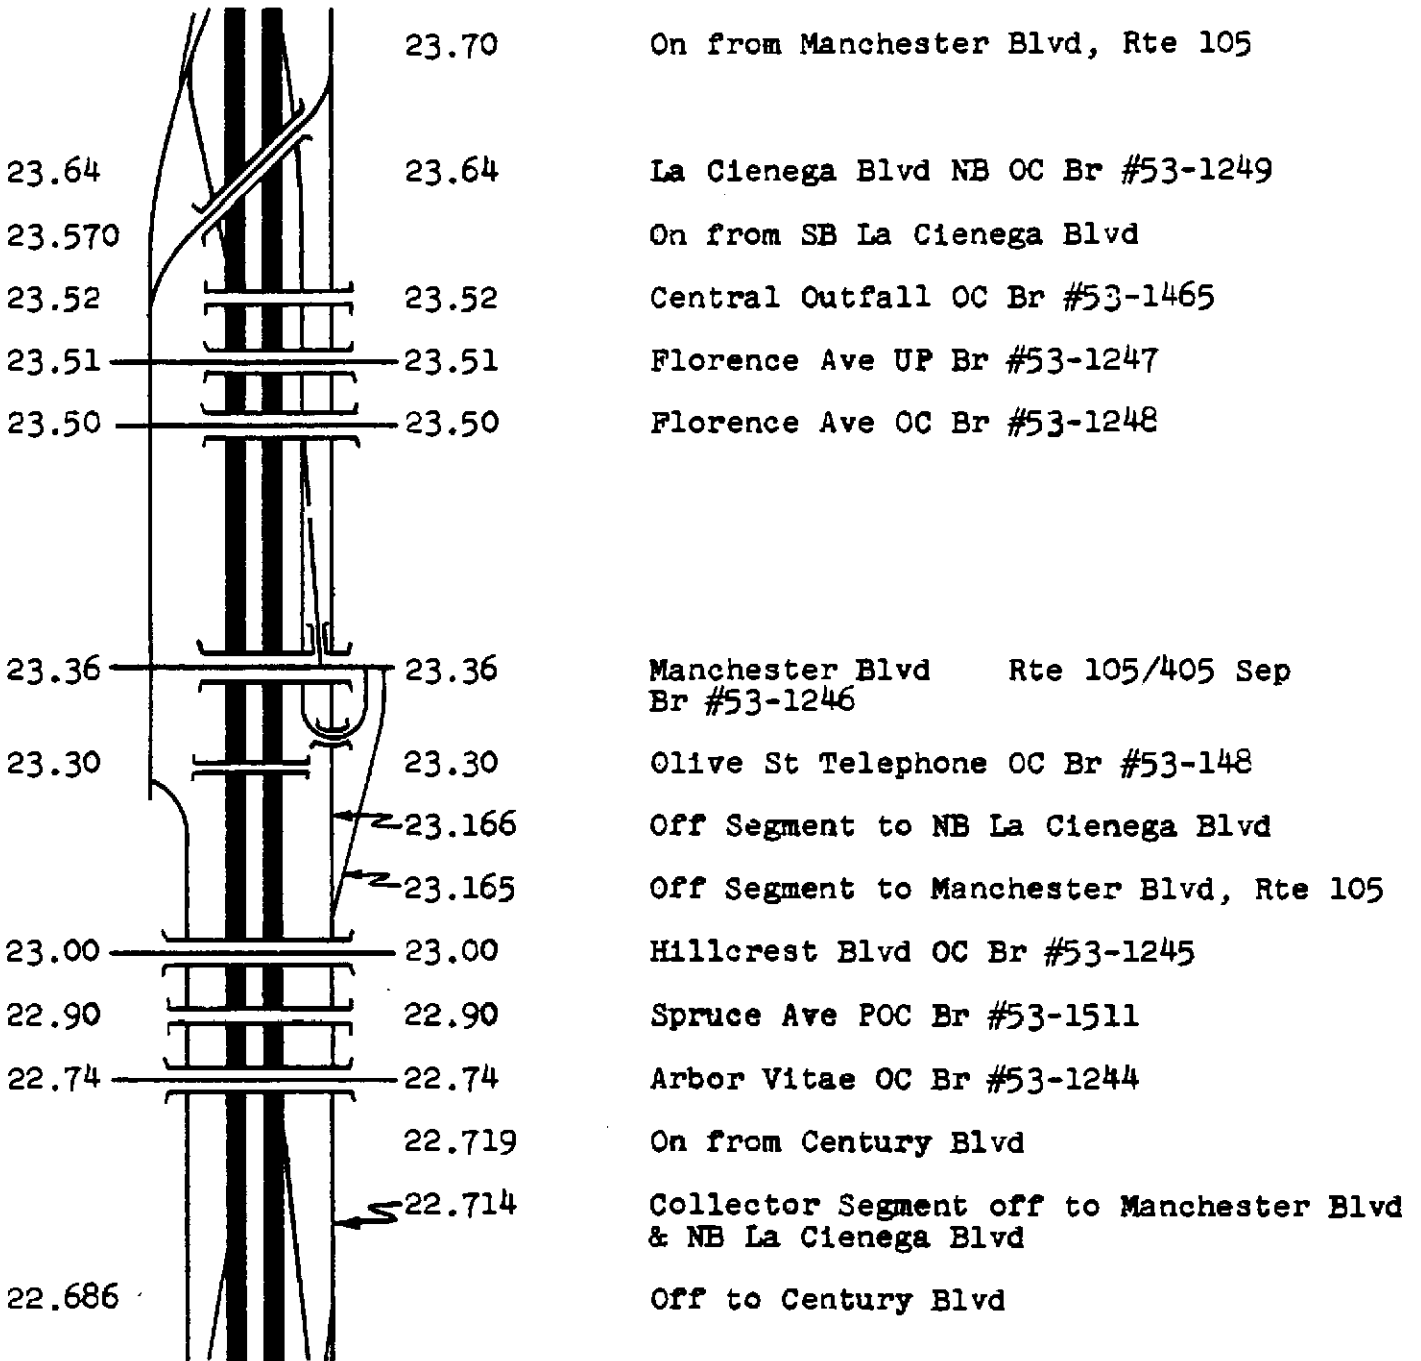 23.70 On from Manchester Blvd, Rte 105
23.64 23.64 La Cienega Blvd NB OC Br #53-1249
23.570 On from SB La Cienega Blvd
23.52 23.52 Central Outfall OC Br #53-1465
23.51 23.51 Florence Ave UP Br #53-1247
23.50 23.50 Florence Ave OC Br #53-1248
23.36 23.36 Manchester Blvd Rte 105/405 Sep
Br #53-1246
23.30 23.30 Olive St Telephone OC Br #53-148
23.166 Off Segment to NB La Cienega Blvd
23.165 Off Segment to Manchester Blvd, Rte 105
23.00 23.00 Hillcrest Blvd OC Br #53-1245
22.90 22.90 Spruce Ave POC Br #53-1511
22.74 22.74 Arbor Vitae OC Br #53-1244
22.719 On from Century Blvd
22.714 Collector Segment off to Manchester Blvd
& NB La Cienega Blvd
22.686 Off to Century Blvd